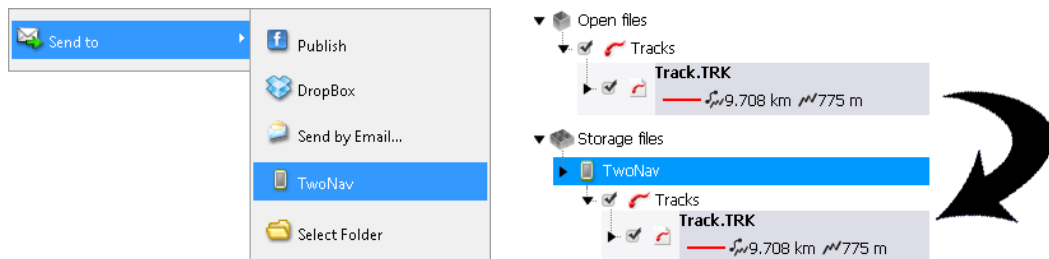 Send to
Publish
DropBox
Send by Email...
TwoNav
Select Folder
Open files
Tracks
Track.TRK
9.708 km 775 m
Storage files
TwoNav
Tracks
Track.TRK
9.708 km 775 m